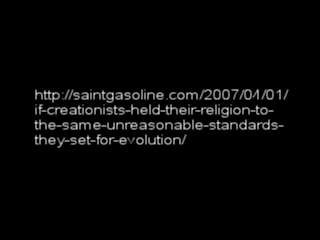 http://saintgasoline.com/2007/04/01/
if-creationists-held-their-religion-to-
the-same-unreasonable-standards-
they-set-for-evolution/